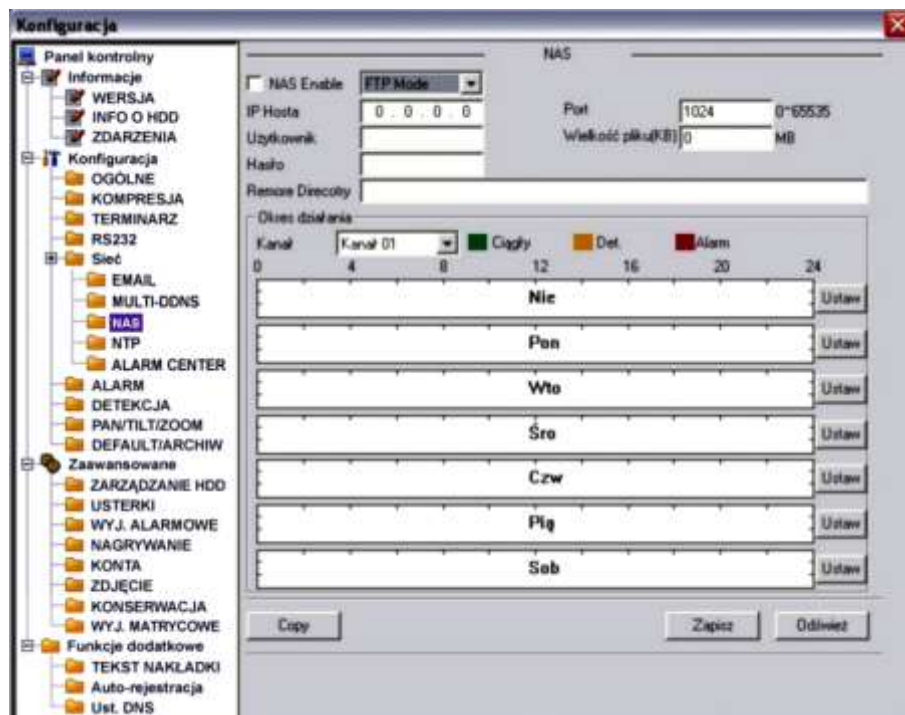 Konfiguracja
Panel kontrolny
Informacje
WERSJA
INFO O HDD
ZDARZENIA
Konfiguracja
OGÓLNE
KOMPRESJA
TERMINARZ
RS232
Sieć
EMAIL
MULTI-DDNS
NAS
NTP
ALARM CENTER
ALARM
DETEKCJA
PAN/TILT/ZOOM
DEFAULT/ARCHIW
Zaawansowane
ZARZĄDZANIE HDD
USTERKI
WYJ. ALARMOWE
NAGRYWANIE
KONTA
ZDJĘCIE
KONSERWACJA
WYJ. MATRYCOWE
Funkcje dodatkowe
TEKST NAKŁADKI
Auto-rejestracja
Ust. DNS
NAS
NAS Enable FTP Mode
IP Hosta 0 . 0 . 0 . 0 Port 1024 0~65535
Użytkownik Wielkość pliku(KB) 0 MB
Hasło
Remore Direcoty
Okres działania
Kanał Kanał 01 Ciągły Det. Alarm
0 4 8 12 16 20 24
Nie Ustaw
Pon Ustaw
Wto Ustaw
Śro Ustaw
Czw Ustaw
Pią Ustaw
Sob Ustaw
Copy Zapisz Odśwież